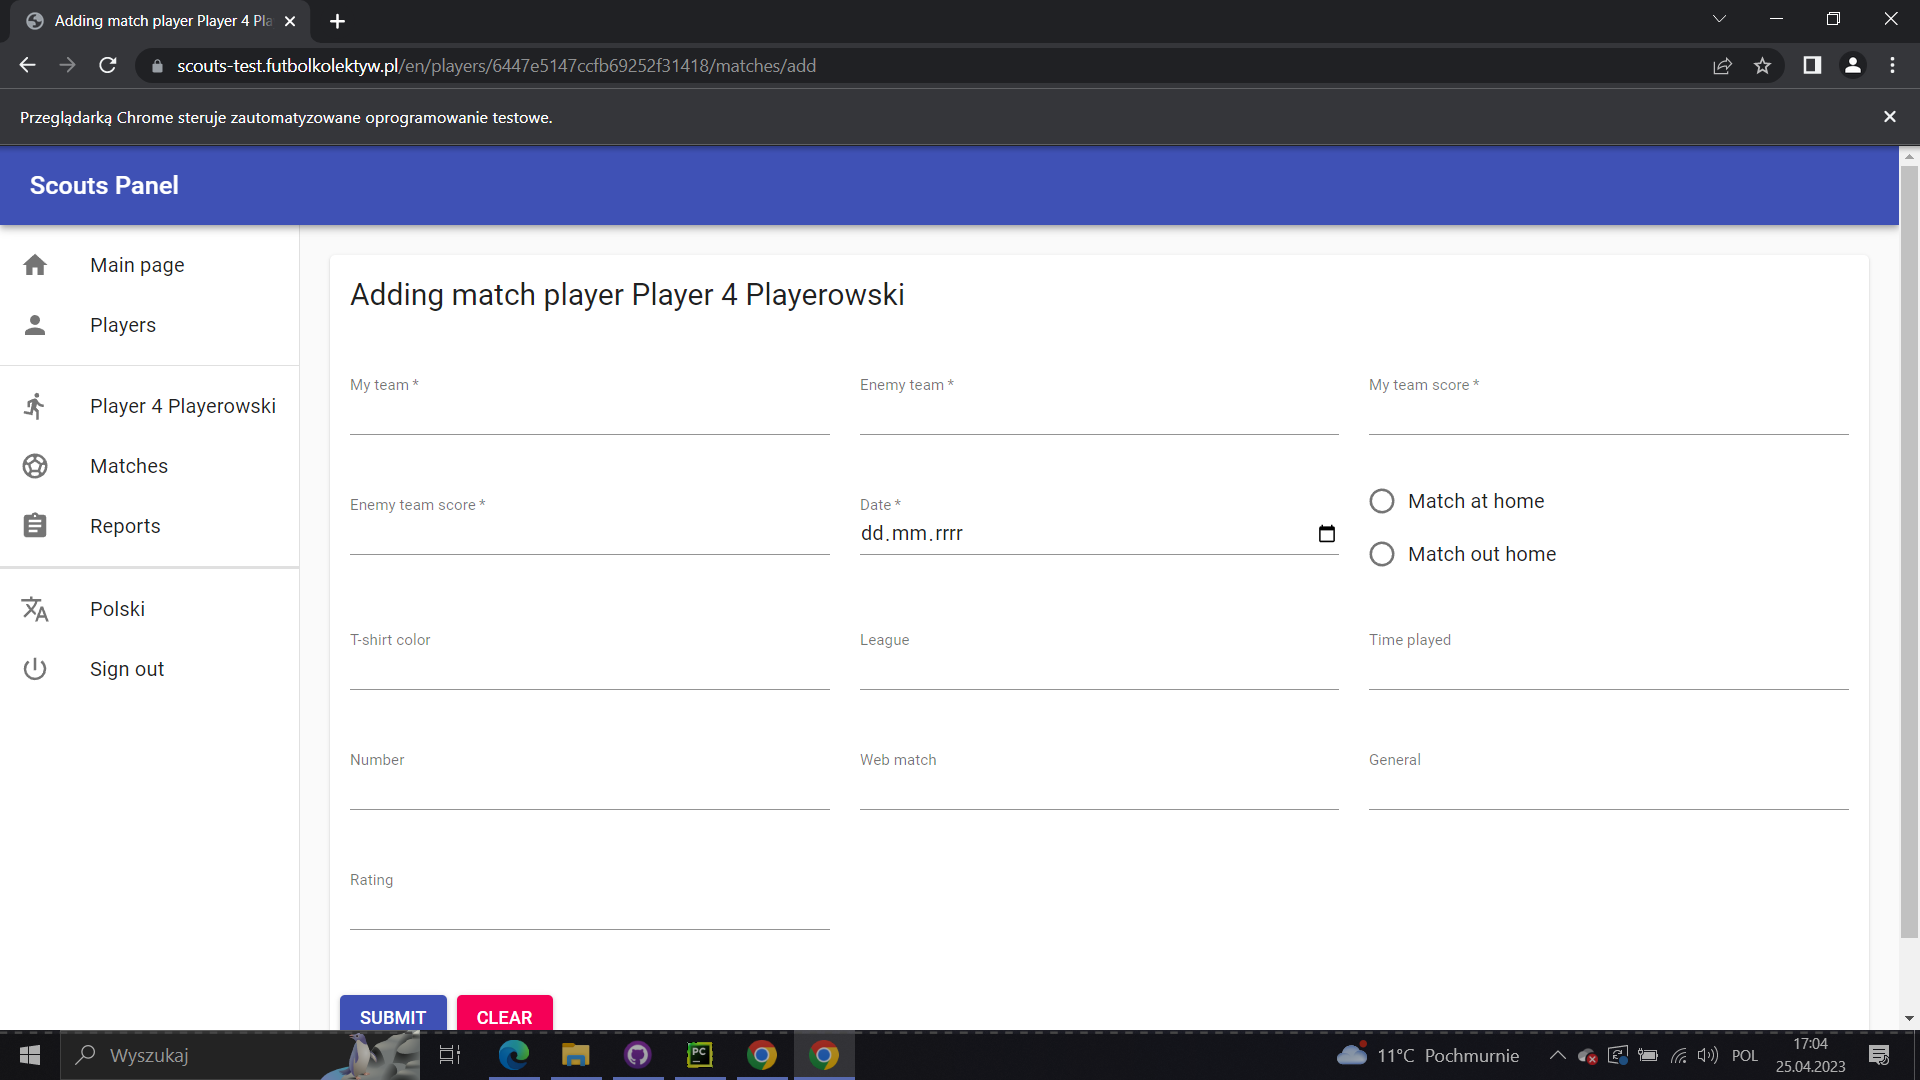 Adding match player Player 4 Pla
scouts-test.futbolkolektyw.pl/en/players/6447e5147ccfb69252f31418/matches/add
Przeglądarką Chrome steruje zautomatyzowane oprogramowanie testowe.
Scouts Panel
Main page
Players
Player 4 Playerowski
Matches
Reports
Polski
Sign out
Adding match player Player 4 Playerowski
My team *
Enemy team *
My team score *
Enemy team score *
Date *
dd.mm.rrrr
Match at home
Match out home
T-shirt color
League
Time played
Number
Web match
General
Rating
SUBMIT
CLEAR
Wyszukaj
PC
11°C Pochmurnie
POL
17:04
25.04.2023